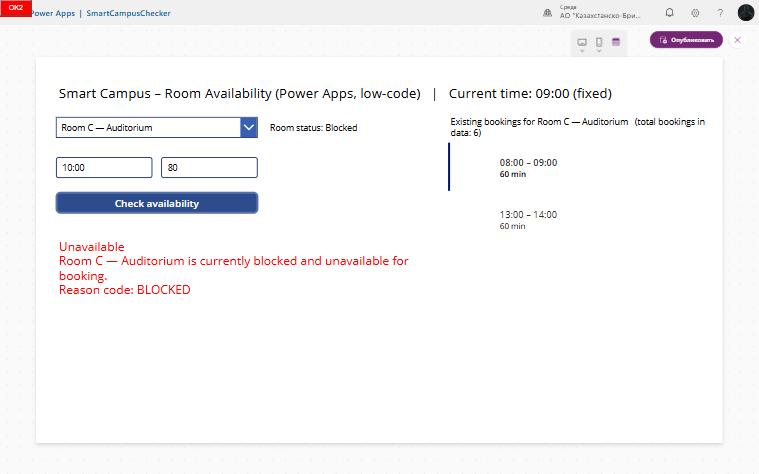 OK2
Power Apps | SmartCampusChecker
Среда
АО "Казахстанско-Бри...
Опубликовать
Smart Campus – Room Availability (Power Apps, low-code) | Current time: 09:00 (fixed)
Room C — Auditorium
Room status: Blocked
Existing bookings for Room C — Auditorium (total bookings in
data: 6)
10:00
80
08:00 – 09:00
60 min
Check availability
13:00 – 14:00
60 min
Unavailable
Room C — Auditorium is currently blocked and unavailable for
booking.
Reason code: BLOCKED